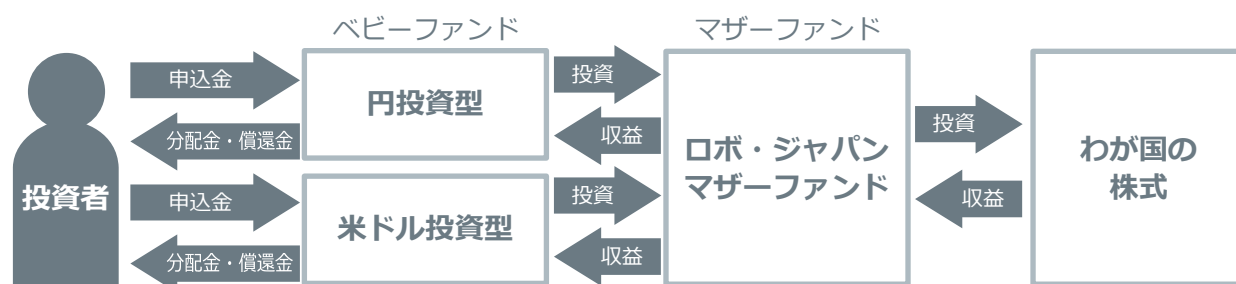 ベビーファンド
マザーファンド
投資者
申込金
分配金・償還金
円投資型
投資
収益
申込金
分配金・償還金
米ドル投資型
投資
収益
ロボ・ジャパン
マザーファンド
投資
収益
わが国の
株式